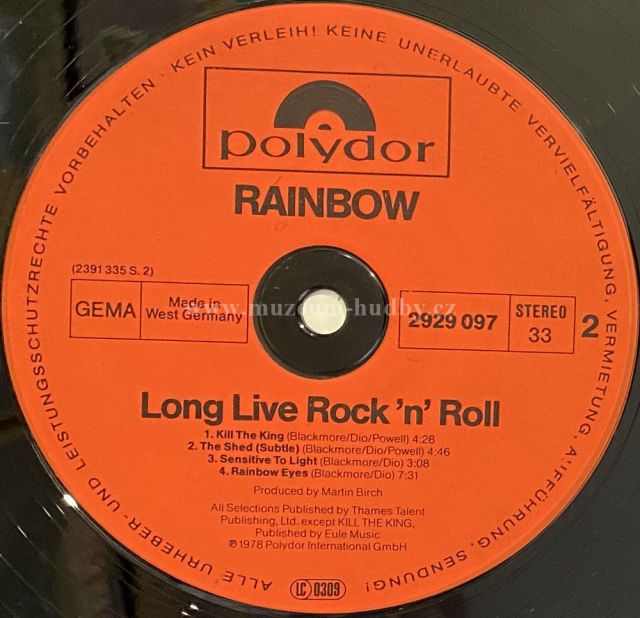 ALLE URHEBER- UND LEISTUNGSSCHUTZRECHTE VORBEHALTEN · KEIN VERLEIH! KEINE UNERLAUBTE VERVIELFÄLTIGUNG, VERMIETUNG, AUFFÜHRUNG, SENDUNG!
polydor
RAINBOW
(2391 335 S. 2)
GEMA
Made in
West Germany
2929 097
STEREO
33
2
www.muzeum-hudby.cz
Long Live Rock 'n' Roll
1. Kill The King (Blackmore/Dio/Powell) 4:28
2. The Shed (Subtle) (Blackmore/Dio/Powell) 4:46
3. Sensitive To Light (Blackmore/Dio) 3:08
4. Rainbow Eyes (Blackmore/Dio) 7:31
Produced by Martin Birch
All Selections Published by Thames Talent
Publishing, Ltd. except KILL THE KING,
Published by Eule Music
℗ 1978 Polydor International GmbH
LC 0309